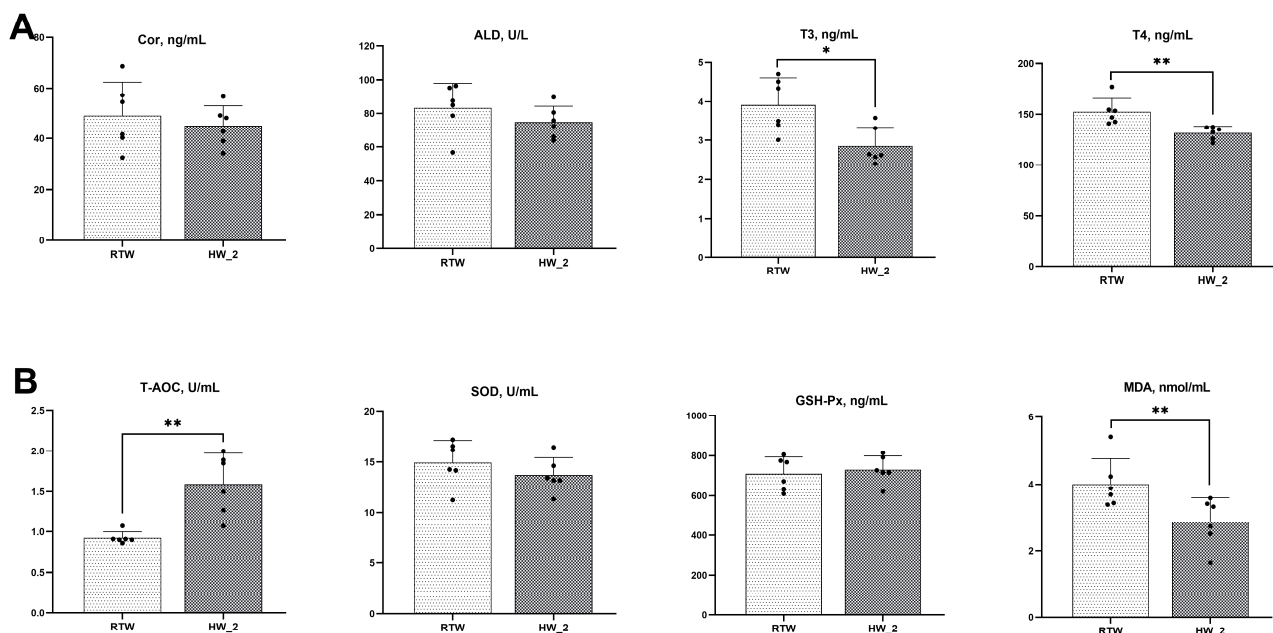 A
Cor, ng/mL
80
60
40
20
0
RTW
HW_2
ALD, U/L
120
100
80
60
40
20
0
RTW
HW_2
T3, ng/mL
*
5
4
3
2
1
0
RTW
HW_2
T4, ng/mL
**
200
150
100
50
0
RTW
HW_2
B
T-AOC, U/mL
**
2.5
2.0
1.5
1.0
0.5
0.0
RTW
HW_2
SOD, U/mL
20
15
10
5
0
RTW
HW_2
GSH-Px, ng/mL
1000
800
600
400
200
0
RTW
HW_2
MDA, nmol/mL
**
6
4
2
0
RTW
HW_2